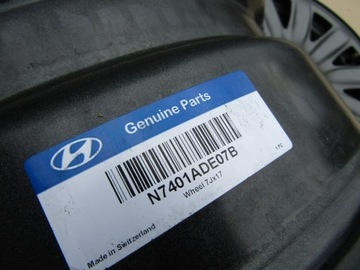 Genuine Parts
N7401ADE07B
Wheel 7Jx17
Made in Switzerland